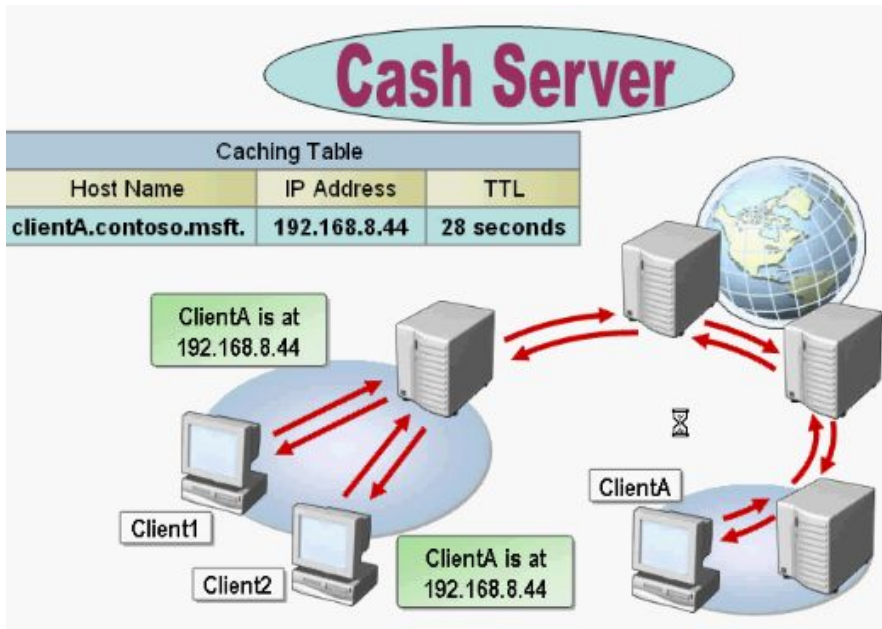 Cash Server
Caching Table
Host Name IP Address TTL
clientA.contoso.msft. 192.168.8.44 28 seconds
ClientA is at
192.168.8.44
ClientA
Client1
Client2
ClientA is at
192.168.8.44